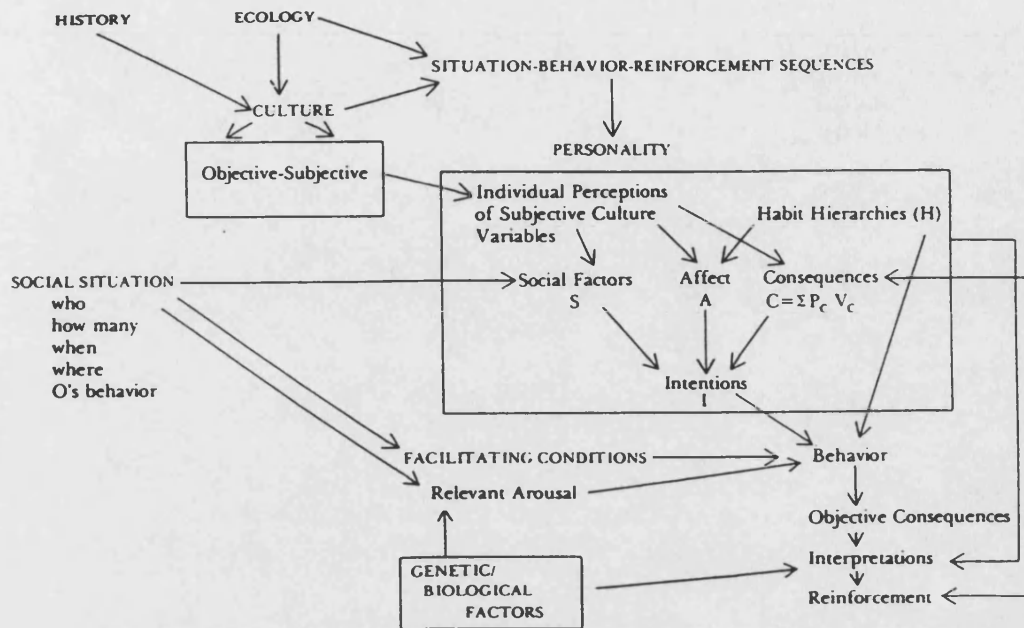 HISTORY
ECOLOGY
SITUATION-BEHAVIOR-REINFORCEMENT SEQUENCES
CULTURE
PERSONALITY
Objective-Subjective
Individual Perceptions
of Subjective Culture
Variables
Habit Hierarchies (H)
SOCIAL SITUATION
who
how many
when
where
O's behavior
Social Factors
S
Affect
A
Consequences
C=ΣP_c V_c
Intentions
I
FACILITATING CONDITIONS
Behavior
Relevant Arousal
Objective Consequences
GENETIC/
BIOLOGICAL
FACTORS
Interpretations
Reinforcement